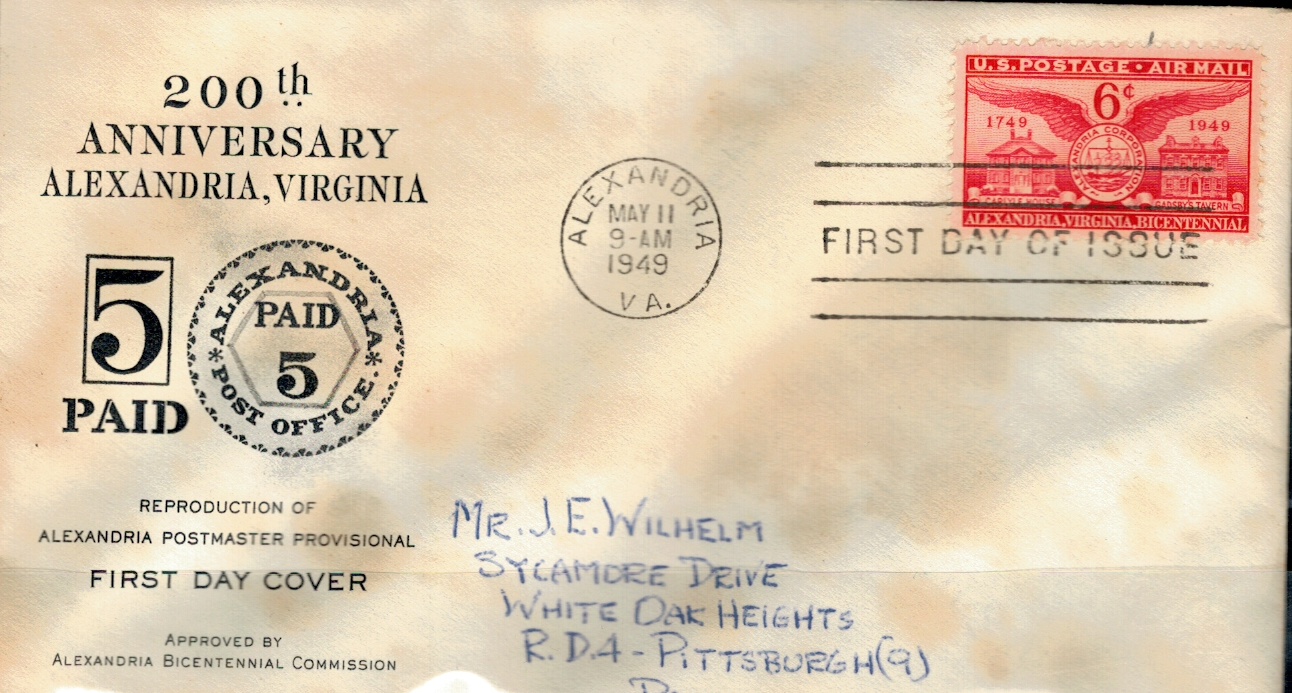 200th
ANNIVERSARY
ALEXANDRIA, VIRGINIA
5
PAID
ALEXANDRIA
PAID
5
*POST OFFICE.*
REPRODUCTION OF
ALEXANDRIA POSTMASTER PROVISIONAL
FIRST DAY COVER
APPROVED BY
ALEXANDRIA BICENTENNIAL COMMISSION
ALEXANDRIA
MAY 11
9-AM
1949
VA.
U.S. POSTAGE • AIR MAIL
6¢
1749
1949
ALEXANDRIA CORPORATION
CARLYLE HOUSE
GADSBY'S TAVERN
ALEXANDRIA, VIRGINIA, BICENTENNIAL
FIRST DAY OF ISSUE
MR. J. E. WILHELM
SYCAMORE DRIVE
WHITE OAK HEIGHTS
R.D.4 - PITTSBURGH(9)